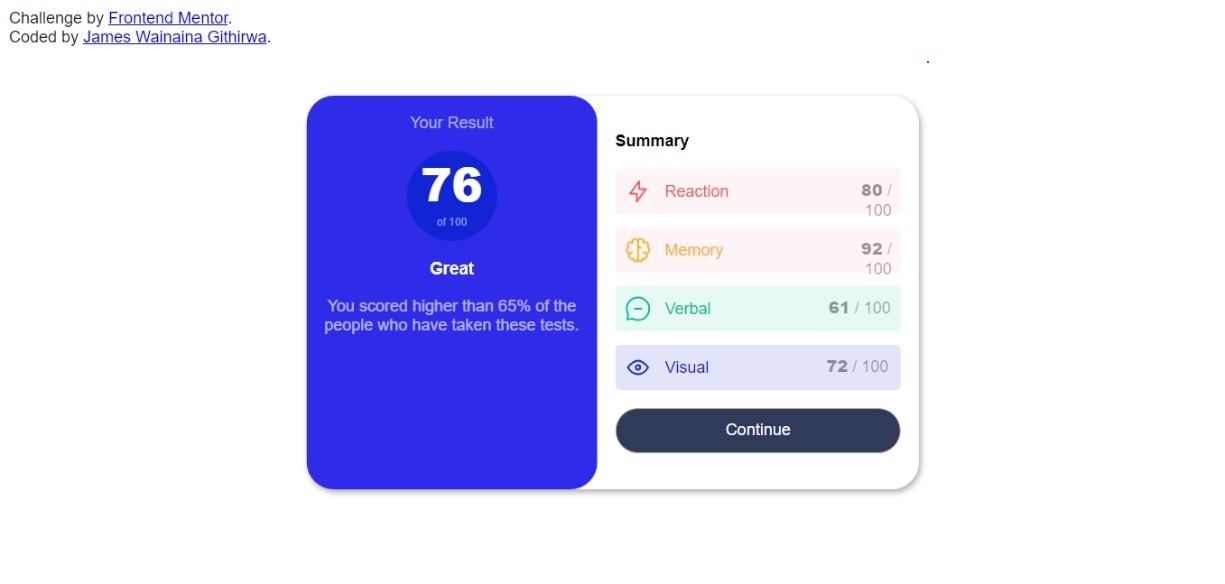 Challenge by Frontend Mentor.
Coded by James Wainaina Githirwa.
Your Result
76
of 100
Great
You scored higher than 65% of the
people who have taken these tests.
Summary
Reaction
80 /
100
Memory
92 /
100
Verbal
61 / 100
Visual
72 / 100
Continue